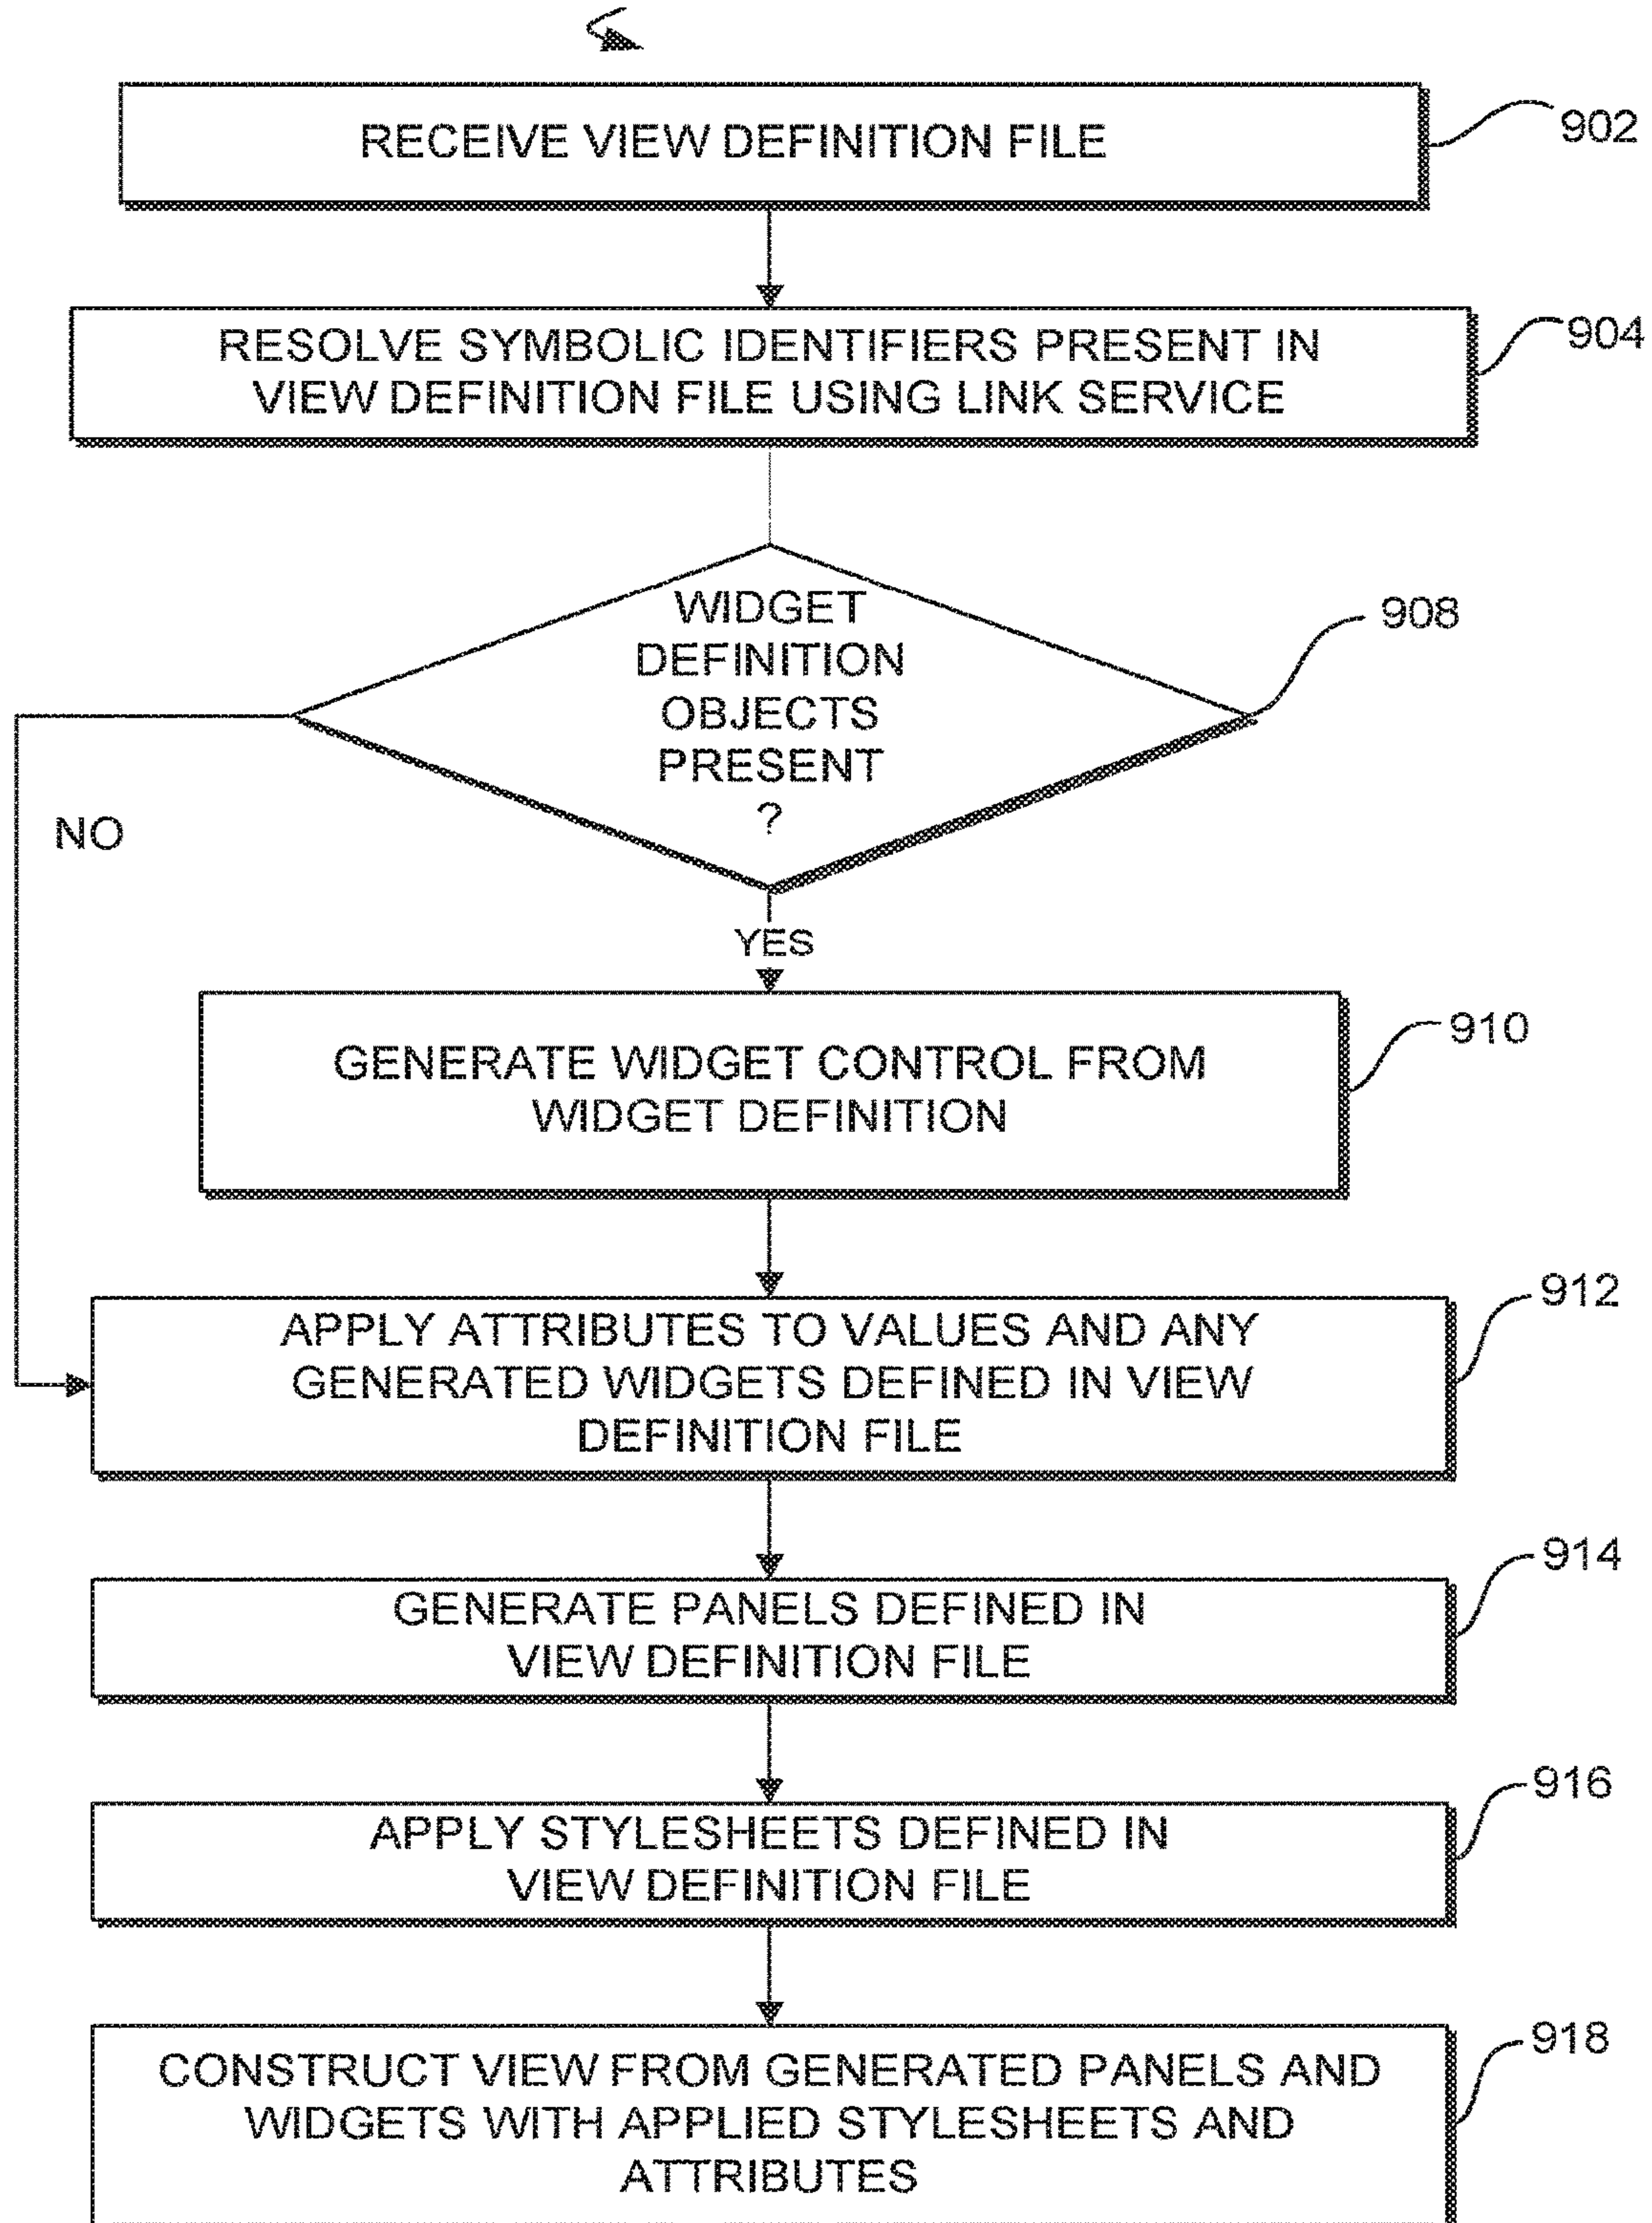 RECEIVE VIEW DEFINITION FILE
902
RESOLVE SYMBOLIC IDENTIFIERS PRESENT IN
VIEW DEFINITION FILE USING LINK SERVICE
904
WIDGET
DEFINITION
OBJECTS
PRESENT
?
908
NO
YES
GENERATE WIDGET CONTROL FROM
WIDGET DEFINITION
910
APPLY ATTRIBUTES TO VALUES AND ANY
GENERATED WIDGETS DEFINED IN VIEW
DEFINITION FILE
912
GENERATE PANELS DEFINED IN
VIEW DEFINITION FILE
914
APPLY STYLESHEETS DEFINED IN
VIEW DEFINITION FILE
916
CONSTRUCT VIEW FROM GENERATED PANELS AND
WIDGETS WITH APPLIED STYLESHEETS AND
ATTRIBUTES
918